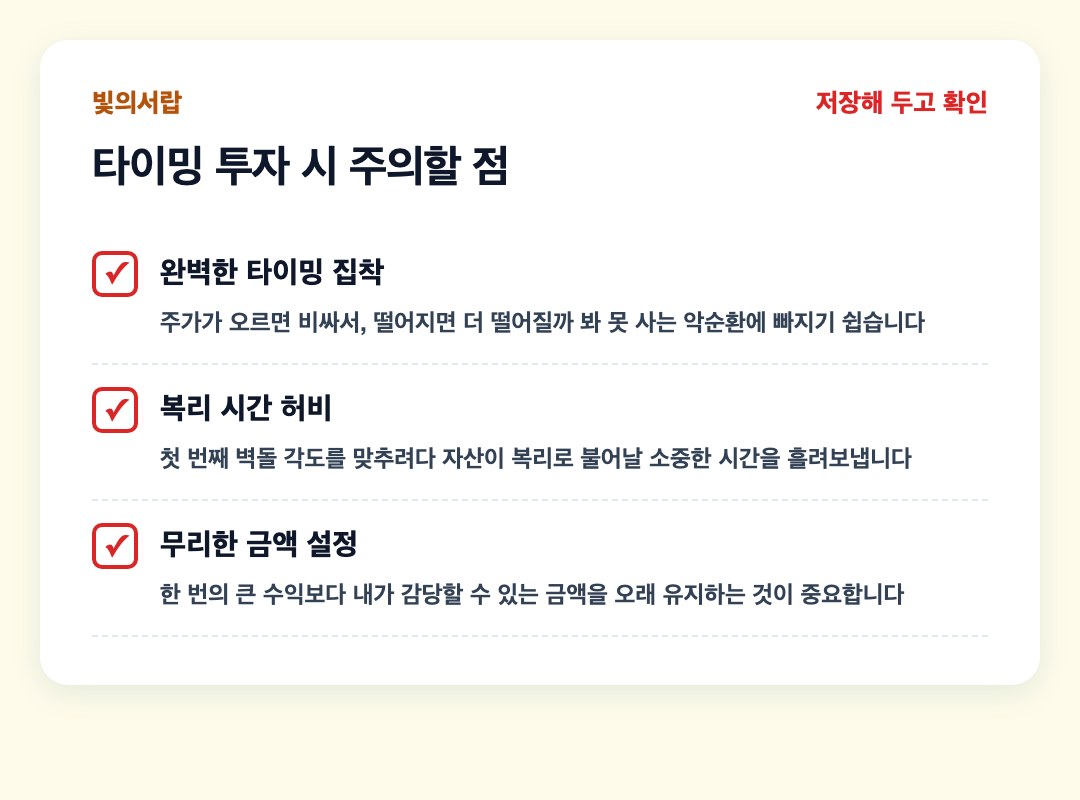 빛의서랍
저장해 두고 확인
타이밍 투자 시 주의할 점
완벽한 타이밍 집착
주가가 오르면 비싸서, 떨어지면 더 떨어질까 봐 못 사는 악순환에 빠지기 쉽습니다
복리 시간 허비
첫 번째 벽돌 각도를 맞추려다 자산이 복리로 불어날 소중한 시간을 흘려보냅니다
무리한 금액 설정
한 번의 큰 수익보다 내가 감당할 수 있는 금액을 오래 유지하는 것이 중요합니다